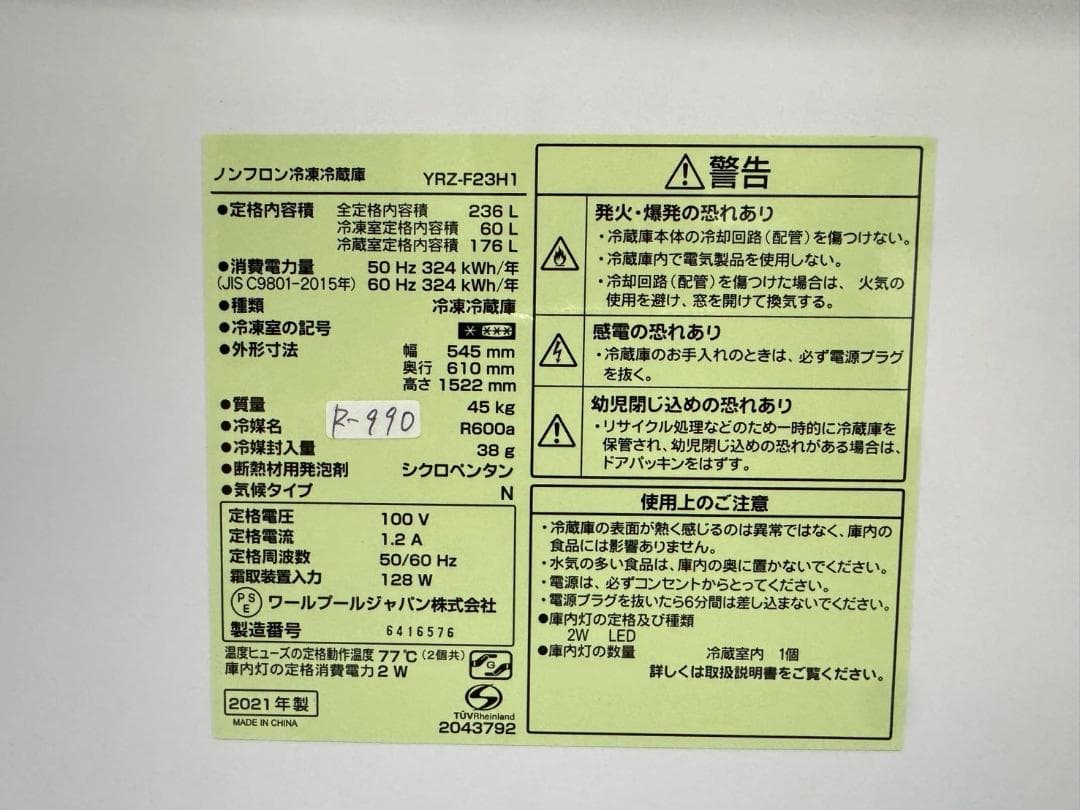 ノンフロン冷凍冷蔵庫 YRZ-F23H1
●定格内容積 全定格内容積 236 L
冷凍室定格内容積 60 L
冷蔵室定格内容積 176 L
●消費電力量 50 Hz 324 kWh/年
(JIS C9801-2015年) 60 Hz 324 kWh/年
●種類 冷凍冷蔵庫
●冷凍室の記号
●外形寸法 幅 545 mm
奥行 610 mm
高さ 1522 mm
●質量 45 kg
R-990
●冷媒名 R600a
●冷媒封入量 38 g
●断熱材用発泡剤 シクロペンタン
●気候タイプ N
定格電圧 100 V
定格電流 1.2 A
定格周波数 50/60 Hz
霜取装置入力 128 W
PSE ワールプールジャパン株式会社
製造番号 6416576
温度ヒューズの定格動作温度 77℃ (2個共)
庫内灯の定格消費電力 2 W
G
2021年製
MADE IN CHINA
TÜVRheinland
2043792
⚠警告
発火・爆発の恐れあり
・冷蔵庫本体の冷却回路(配管)を傷つけない。
・冷蔵庫内で電気製品を使用しない。
・冷却回路(配管)を傷つけた場合は、火気の
使用を避け、窓を開けて換気する。
感電の恐れあり
・冷蔵庫のお手入れのときは、必ず電源プラグ
を抜く。
幼児閉じ込めの恐れあり
・リサイクル処理などのため一時的に冷蔵庫を
保管され、幼児閉じ込めの恐れがある場合は、
ドアパッキンをはずす。
使用上のご注意
・冷蔵庫の表面が熱く感じるのは異常ではなく、庫内の
食品には影響ありません。
・水気の多い食品は、庫内の奥に置かないでください。
・電源は、必ずコンセントからとってください。
・電源プラグを抜いたら6分間は差し込まないでください。
●庫内灯の定格及び種類
2W LED
●庫内灯の数量 冷蔵室内 1個
詳しくは取扱説明書をご覧ください。